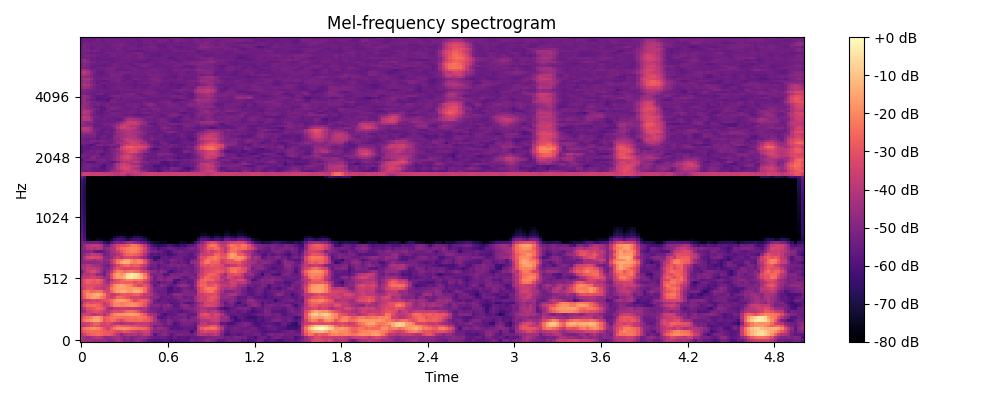 Mel-frequency spectrogram
Hz
4096
2048
1024
512
0
0 0.6 1.2 1.8 2.4 3 3.6 4.2 4.8
Time
+0 dB
-10 dB
-20 dB
-30 dB
-40 dB
-50 dB
-60 dB
-70 dB
-80 dB